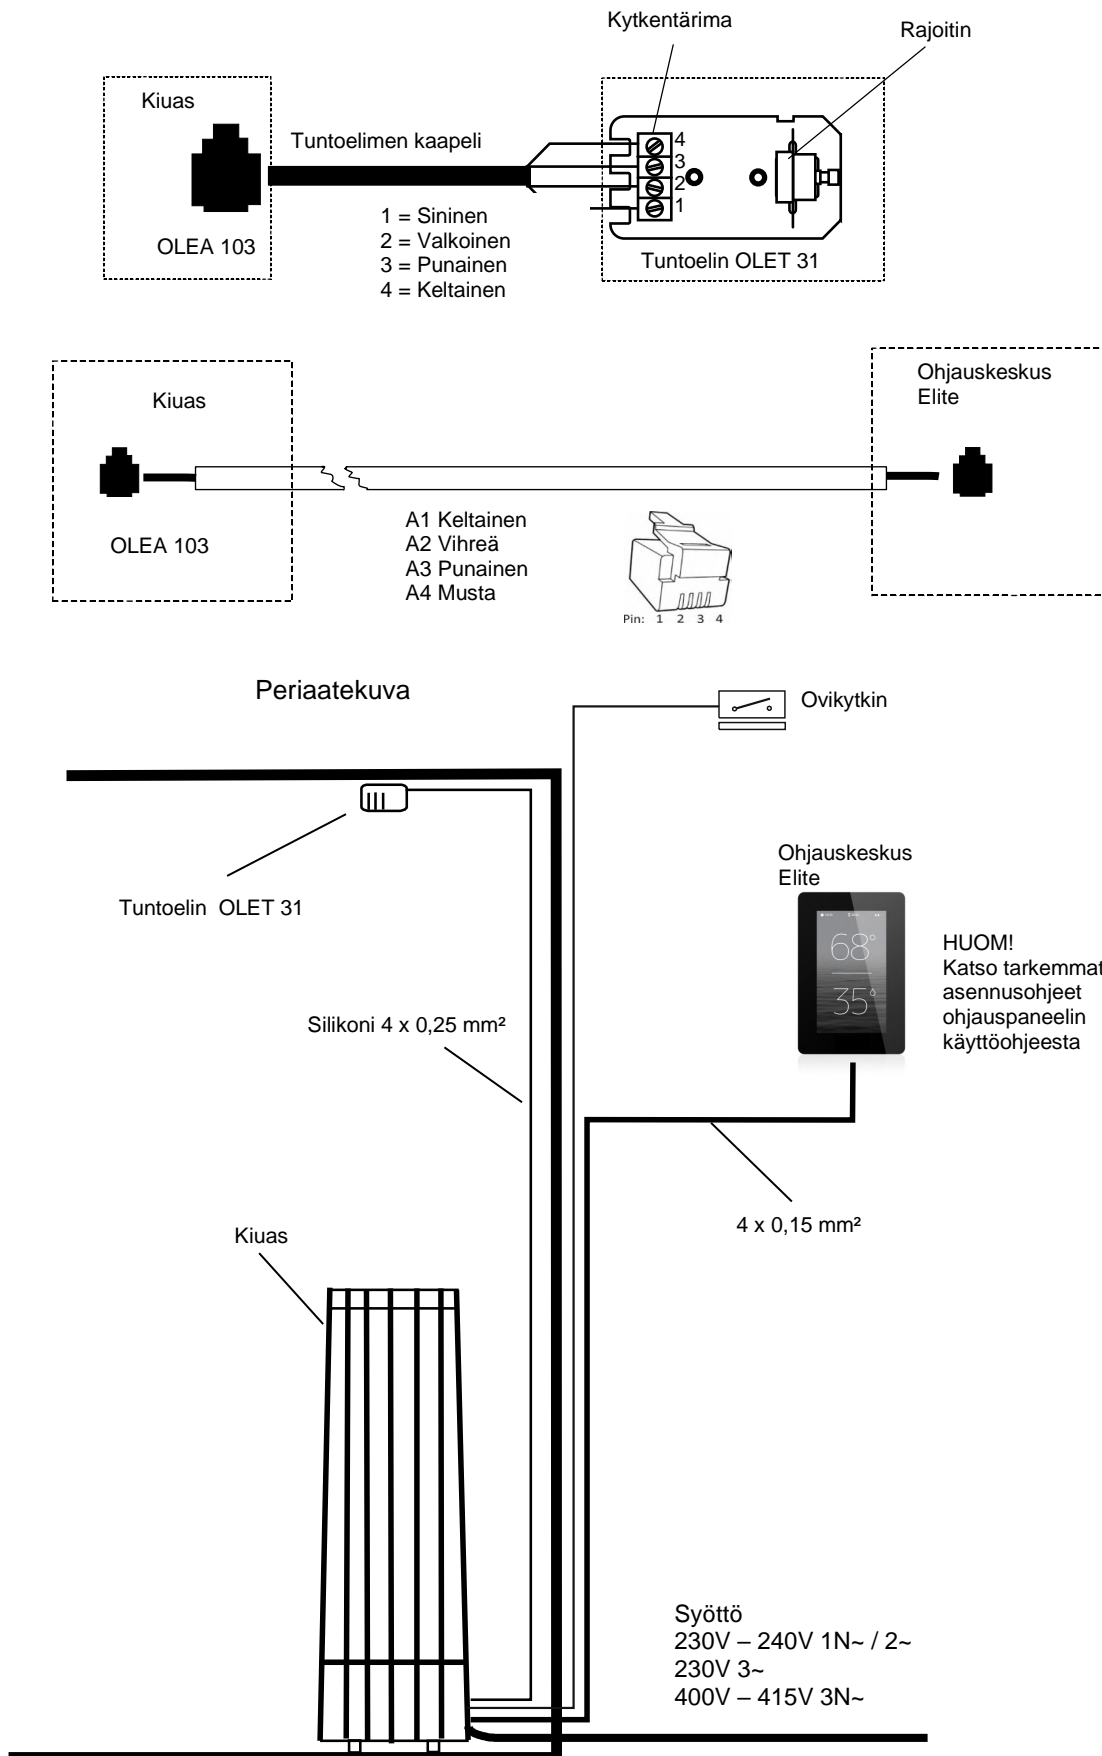 Kytkentärima
Rajoitin
Kiuas
Tuntoelimen kaapeli
4
3
2
1
1 = Sininen
2 = Valkoinen
3 = Punainen
4 = Keltainen
OLEA 103
Tuntoelin OLET 31
Kiuas
Ohjauskeskus
Elite
OLEA 103
A1 Keltainen
A2 Vihreä
A3 Punainen
A4 Musta
Pin: 1 2 3 4
Periaatekuva
Ovikytkin
Tuntoelin OLET 31
Ohjauskeskus
Elite
68°
35°
HUOM!
Katso tarkemmat
asennusohjeet
ohjauspaneelin
käyttöohjeesta
Silikoni 4 x 0,25 mm²
4 x 0,15 mm²
Kiuas
Syöttö
230V – 240V 1N~ / 2~
230V 3~
400V – 415V 3N~